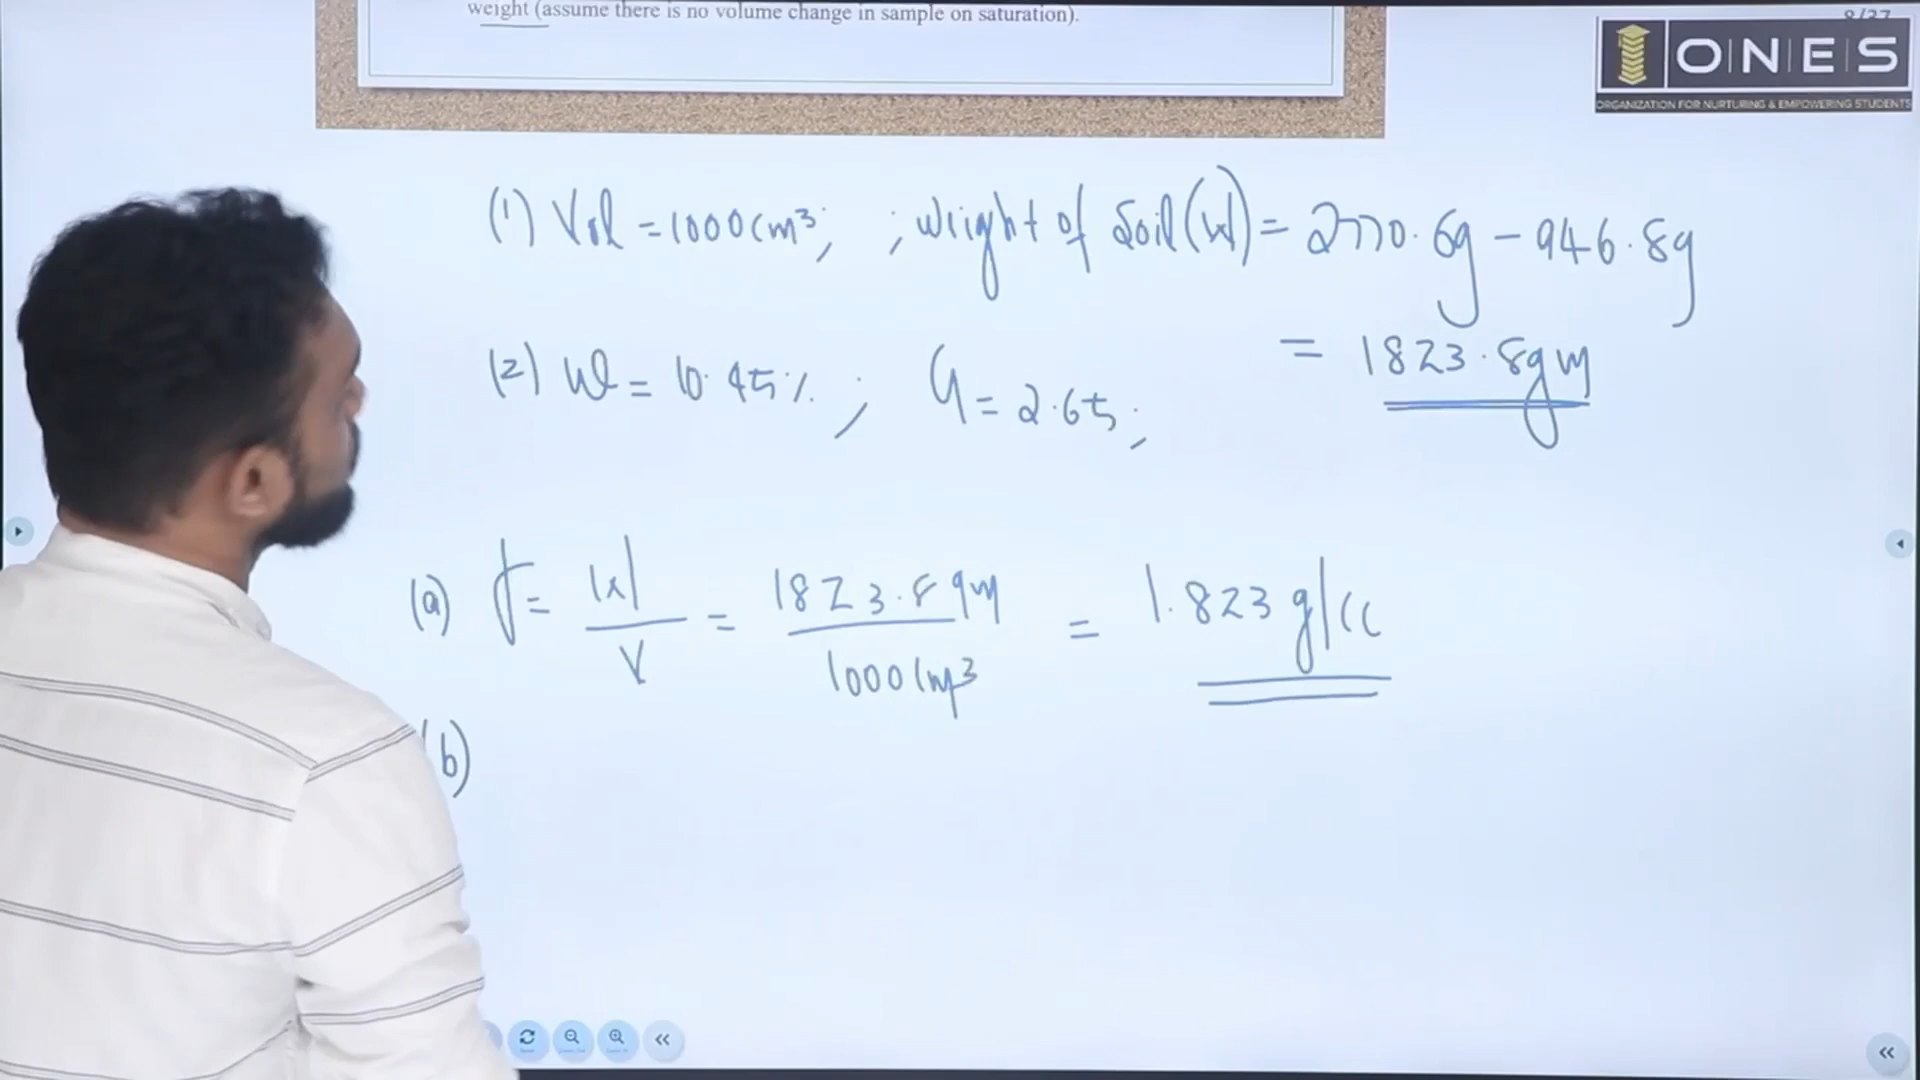 weight (assume there is no volume change in sample on saturation).
8/27
O|N|E|S
ORGANIZATION FOR NURTURING & EMPOWERING STUDENTS
(1) Vol = 1000cm³; ; weight of Soil(W) = 2770.6g - 946.8g
= 1823.8gm
(2) W = 10.45% ; G = 2.65;
(a) γ = W/V = 1823.8gm/1000cm³ = 1.823 g/cc
(b)